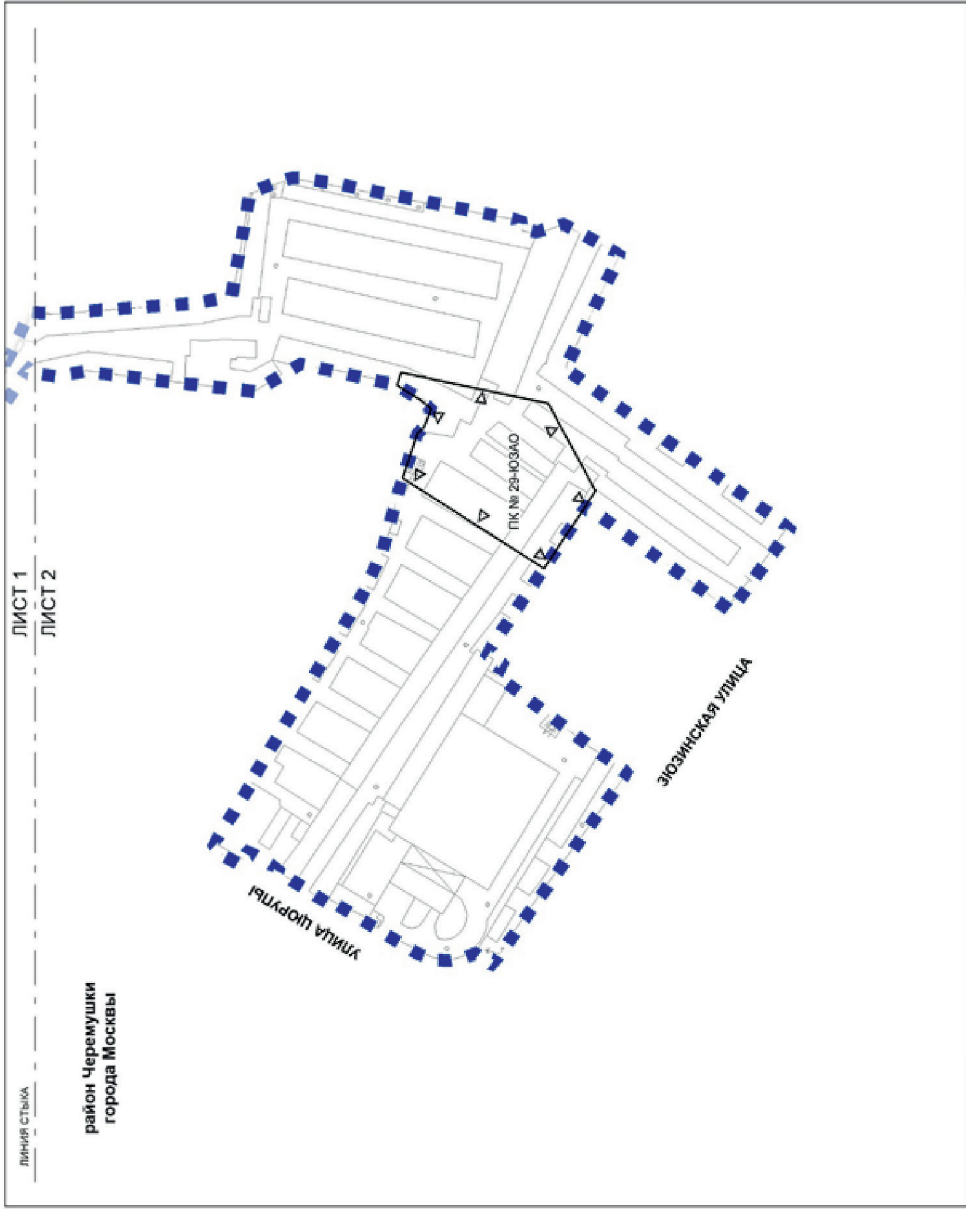 ЛИНИЯ СТЫКА
ЛИСТ 1
ЛИСТ 2
район Черемушки
города Москвы
УЛИЦА ЦЮРУПЫ
ПК № 29-ЮЗАО
ЗЮЗИНСКАЯ УЛИЦА